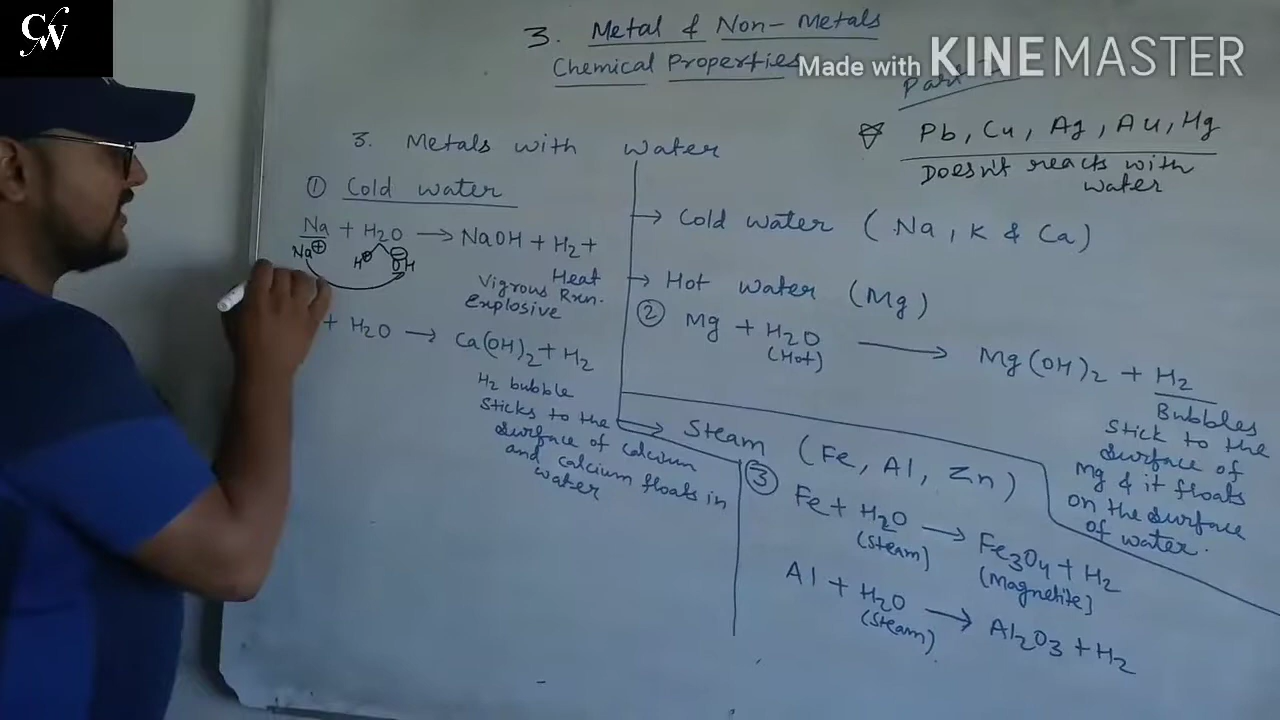 CW
3. Metal & Non-Metals
Chemical Properties
Made with KINEMASTER
Part-
Pb, Cu, Ag, Au, Hg
Doesn't reacts with
water
3. Metals with water
① Cold water
Na + H₂O → NaOH + H₂ +
Heat
Na⊕ H⊕ ⊖OH
Vigrous Rxn.
Explosive
+ H₂O → Ca(OH)₂ + H₂
H₂ bubble
Sticks to the
surface of calcium
and calcium floats in
water
→ Cold water (Na, K & Ca)
→ Hot water (Mg)
② Mg + H₂O → Mg(OH)₂ + H₂
(Hot)
Bubbles
stick to the
surface of
Mg & it floats
on the surface
of water.
→ Steam (Fe, Al, Zn)
③ Fe + H₂O → Fe₃O₄ + H₂
(Steam) (Magnetite)
Al + H₂O → Al₂O₃ + H₂
(Steam)